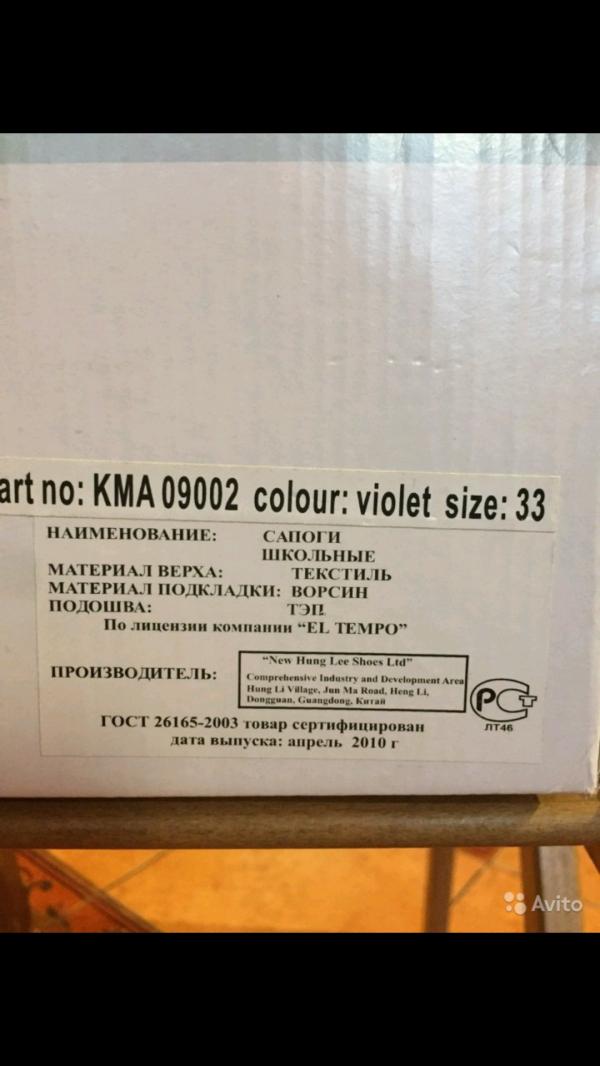 art no: KMA 09002 colour: violet size: 33
НАИМЕНОВАНИЕ: САПОГИ
ШКОЛЬНЫЕ
МАТЕРИАЛ ВЕРХА: ТЕКСТИЛЬ
МАТЕРИАЛ ПОДКЛАДКИ: ВОРСИН
ПОДОШВА: ТЭП
По лицензии компании “EL TEMPO”
ПРОИЗВОДИТЕЛЬ:
“New Hung Lee Shoes Ltd”
Comprehensive Industry and Development Area
Hung Li Village, Jun Ma Road, Heng Li,
Dongguan, Guangdong, Китай
РСТ
ЛТ46
ГОСТ 26165-2003 товар сертифицирован
дата выпуска: апрель 2010 г
Avito